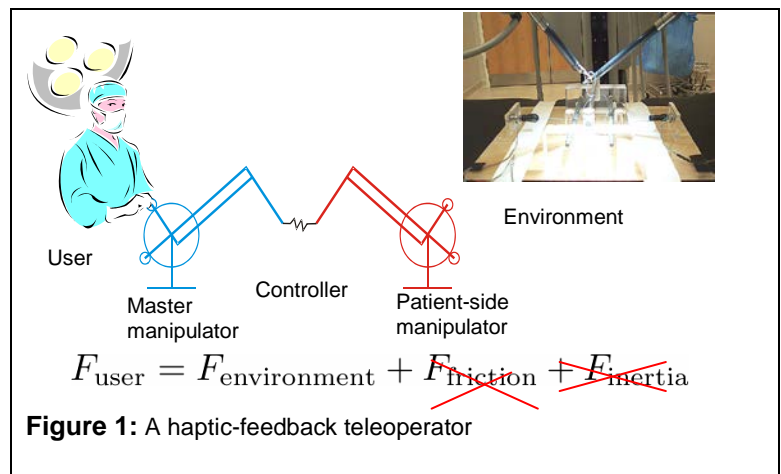 User
Environment
Controller
Master
manipulator
Patient-side
manipulator
F_user = F_environment + F_friction + F_inertia
Figure 1: A haptic-feedback teleoperator